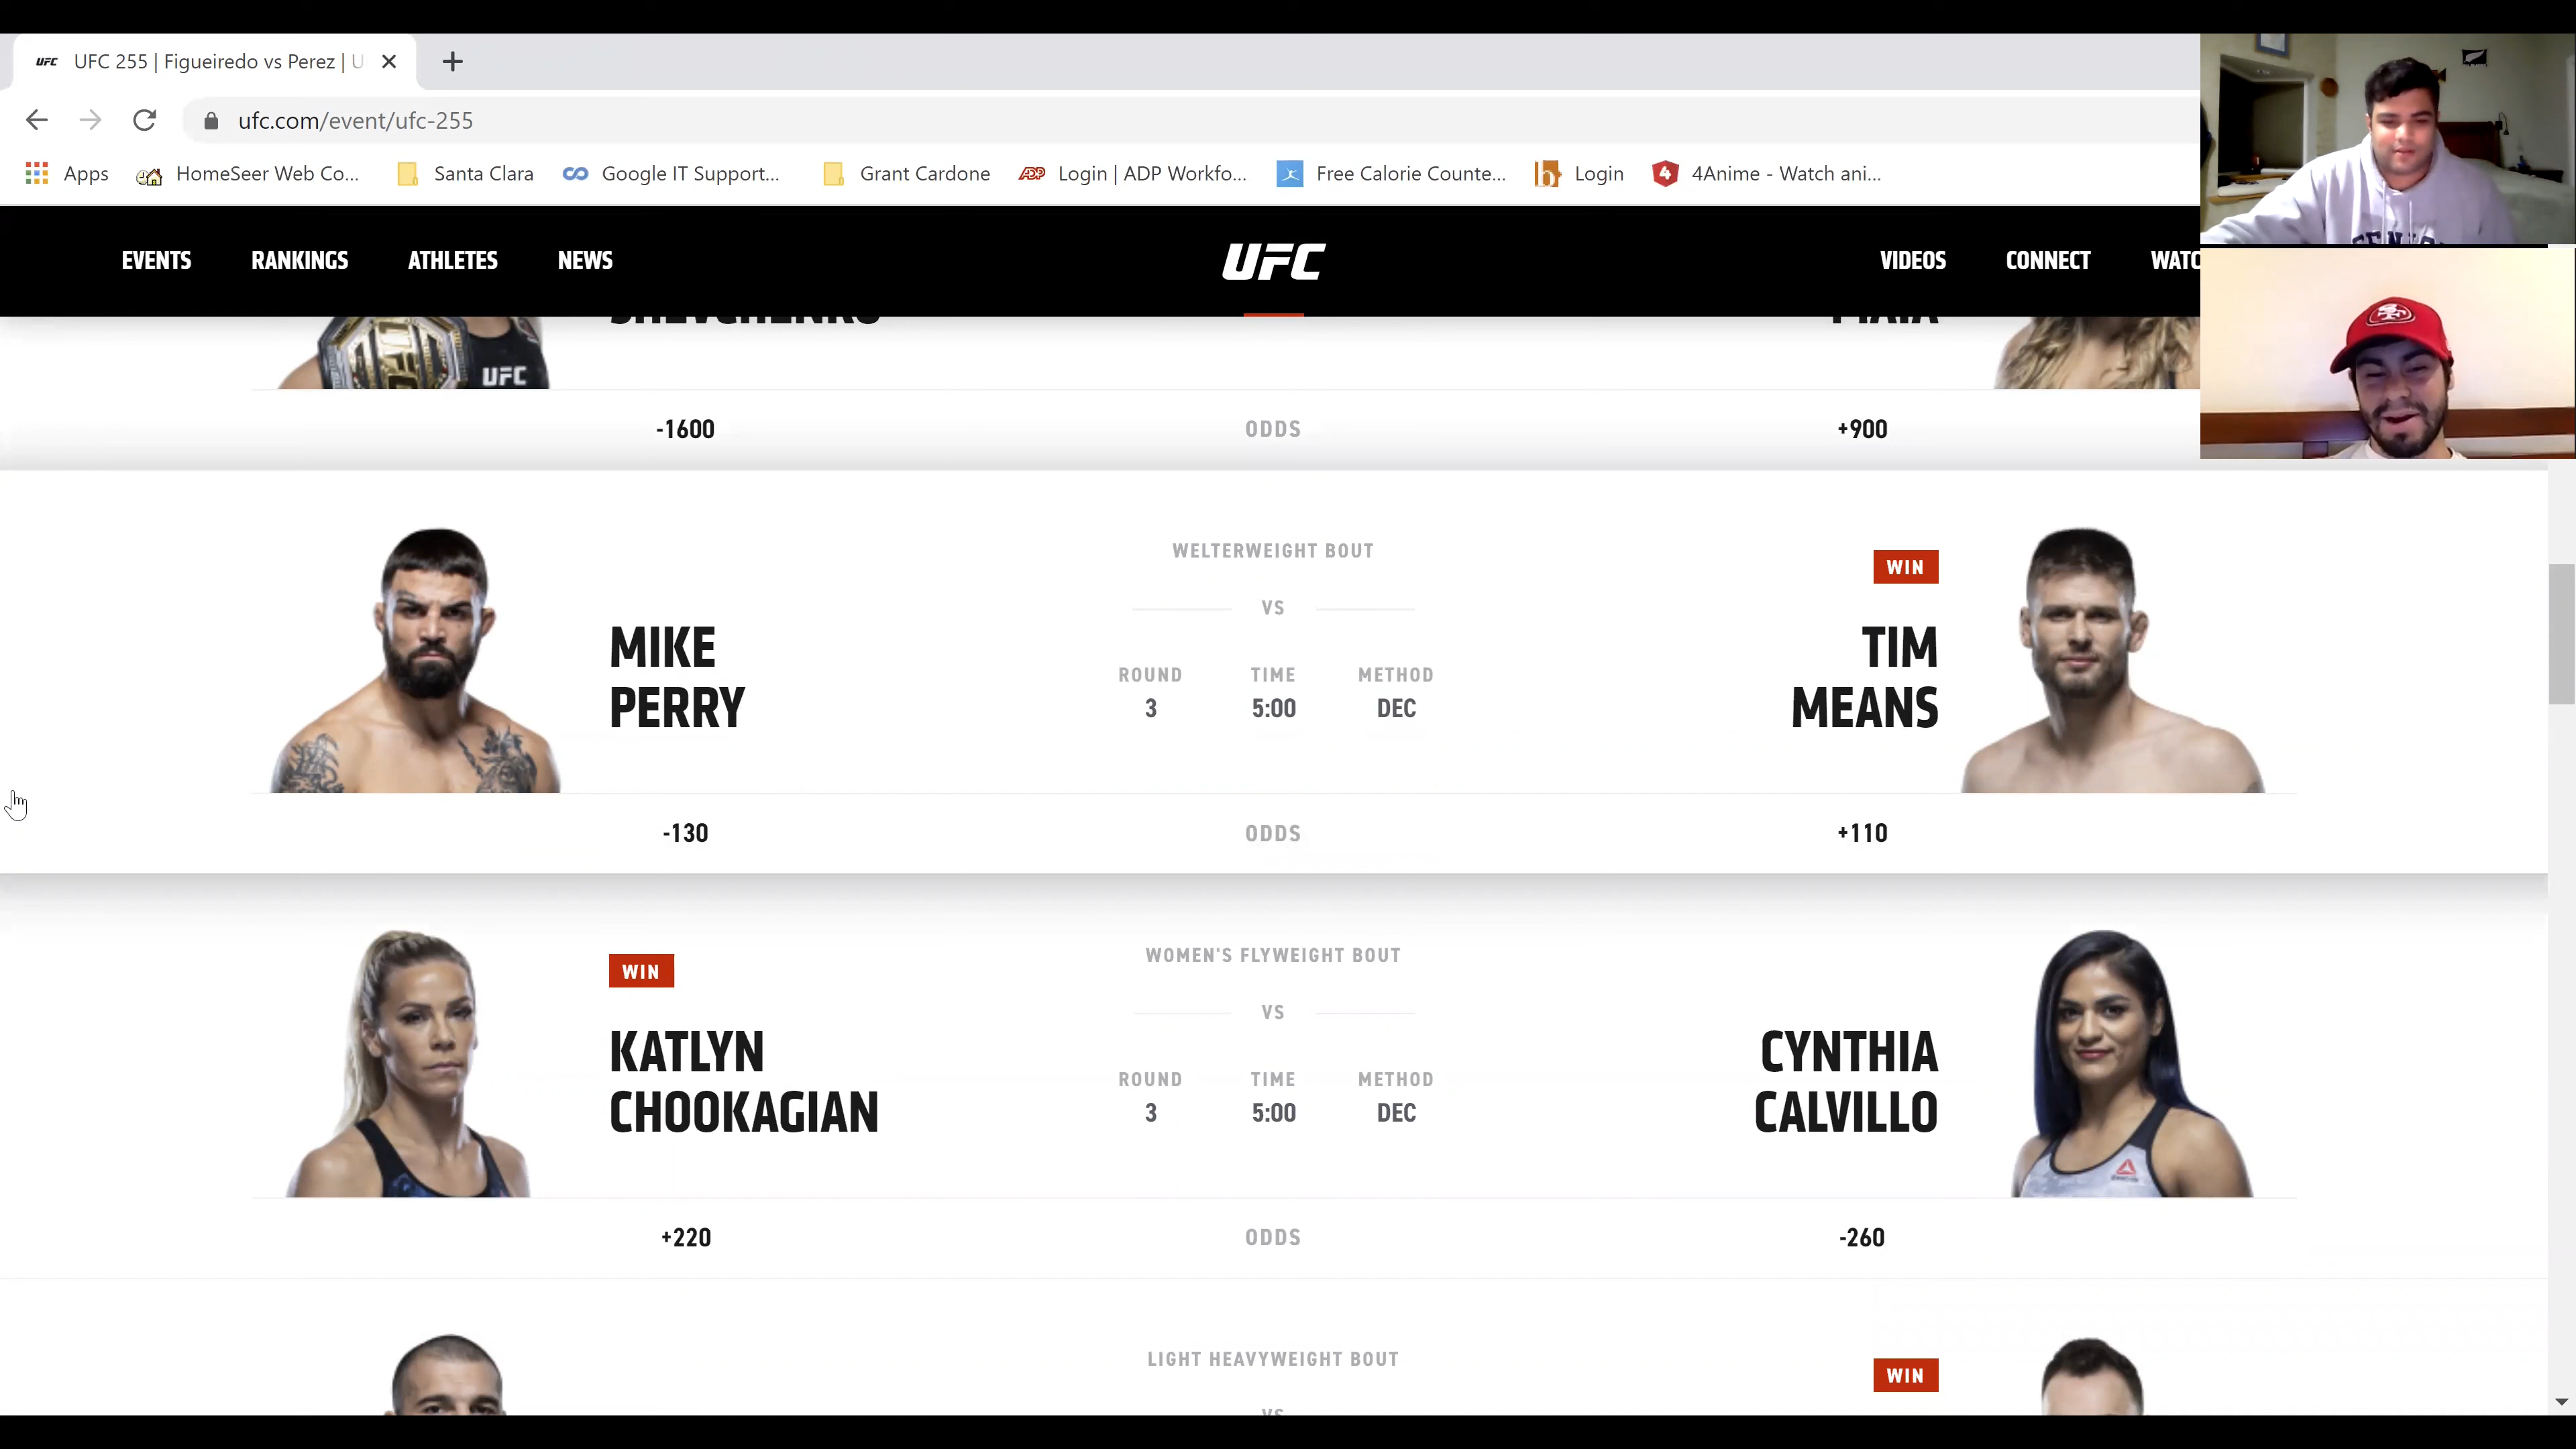 UFC 255 | Figueiredo vs Perez | U
ufc.com/event/ufc-255
Apps
HomeSeer Web Co...
Santa Clara
Google IT Support...
Grant Cardone
ADP
Login | ADP Workfo...
Free Calorie Counte...
Login
4
4Anime - Watch ani...
EVENTS
RANKINGS
ATHLETES
NEWS
UFC
VIDEOS
CONNECT
WATC
UFC
-1600
ODDS
+900
WELTERWEIGHT BOUT
VS
MIKE
PERRY
ROUND
TIME
METHOD
3
5:00
DEC
WIN
TIM
MEANS
-130
ODDS
+110
WOMEN'S FLYWEIGHT BOUT
VS
WIN
KATLYN
CHOOKAGIAN
ROUND
TIME
METHOD
3
5:00
DEC
CYNTHIA
CALVILLO
+220
ODDS
-260
LIGHT HEAVYWEIGHT BOUT
VS
WIN